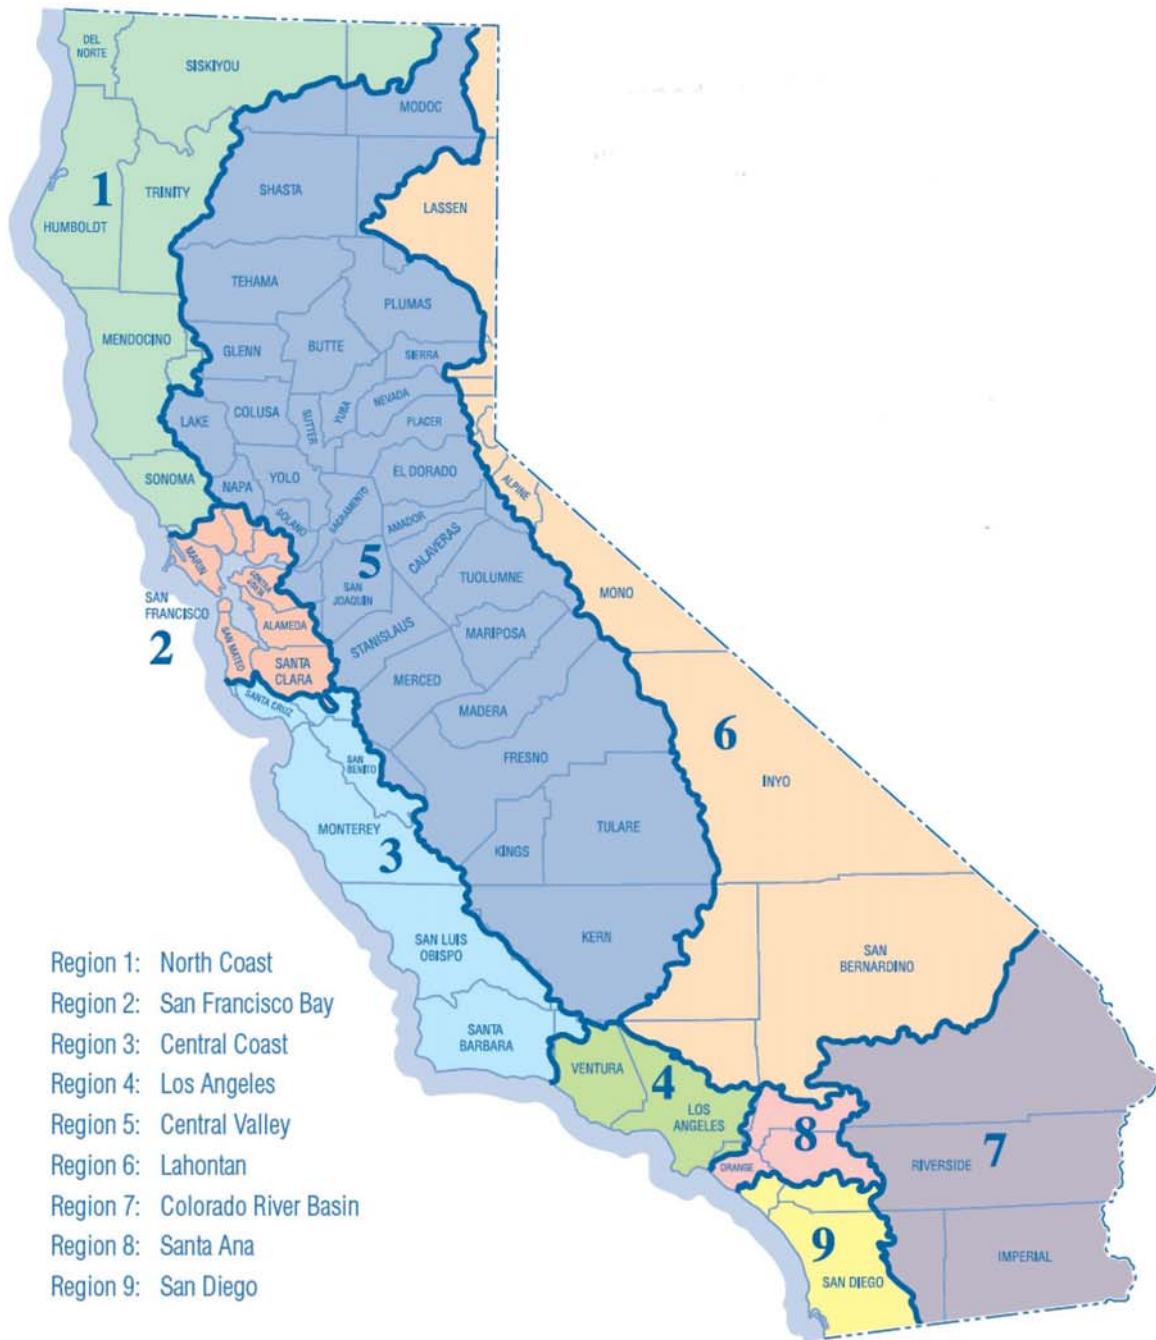 DEL
NORTE
SISKIYOU
MODOC
1
TRINITY
SHASTA
HUMBOLDT
LASSEN
TEHAMA
PLUMAS
MENDOCINO
GLENN
BUTTE
SIERRA
LAKE
COLUSA
SUTTER
YUBA
NEVADA
PLACER
SONOMA
NAPA
YOLO
EL DORADO
ALPINE
SOLANO
SACRAMENTO
AMADOR
CALAVERAS
5
MARIN
CONTRA
COSTA
SAN
JOAQUIN
TUOLUMNE
MONO
SAN
FRANCISCO
2
ALAMEDA
STANISLAUS
MARIPOSA
SAN MATEO
SANTA
CLARA
MERCED
SANTA CRUZ
MADERA
6
SAN
BENITO
FRESNO
INYO
MONTEREY
3
KINGS
TULARE
SAN LUIS
OBISPO
KERN
SAN
BERNARDINO
SANTA
BARBARA
VENTURA
4
LOS
ANGELES
8
ORANGE
RIVERSIDE
7
9
SAN DIEGO
IMPERIAL
Region 1: North Coast
Region 2: San Francisco Bay
Region 3: Central Coast
Region 4: Los Angeles
Region 5: Central Valley
Region 6: Lahontan
Region 7: Colorado River Basin
Region 8: Santa Ana
Region 9: San Diego